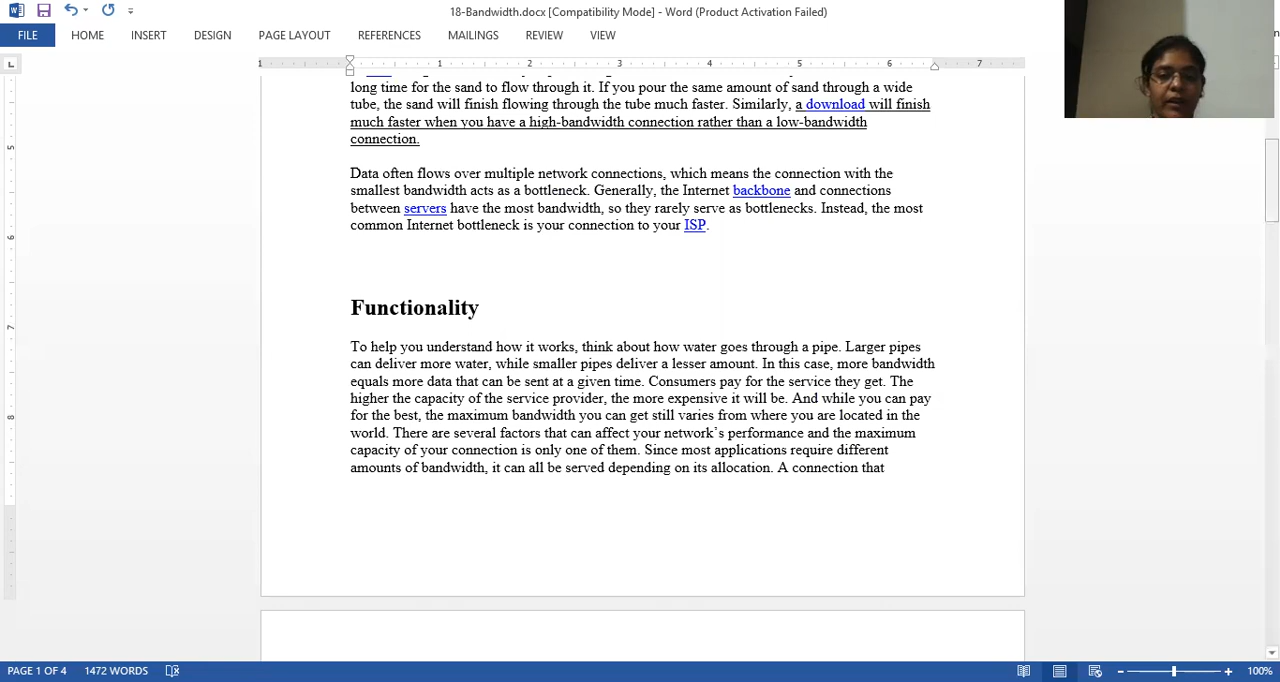 18-Bandwidth.docx [Compatibility Mode] - Word (Product Activation Failed)
FILE HOME INSERT DESIGN PAGE LAYOUT REFERENCES MAILINGS REVIEW VIEW
1 1 2 3 4 5 6 7
long time for the sand to flow through it. If you pour the same amount of sand through a wide
tube, the sand will finish flowing through the tube much faster. Similarly, a download will finish
much faster when you have a high-bandwidth connection rather than a low-bandwidth
connection.
Data often flows over multiple network connections, which means the connection with the
smallest bandwidth acts as a bottleneck. Generally, the Internet backbone and connections
between servers have the most bandwidth, so they rarely serve as bottlenecks. Instead, the most
common Internet bottleneck is your connection to your ISP.
Functionality
To help you understand how it works, think about how water goes through a pipe. Larger pipes
can deliver more water, while smaller pipes deliver a lesser amount. In this case, more bandwidth
equals more data that can be sent at a given time. Consumers pay for the service they get. The
higher the capacity of the service provider, the more expensive it will be. And while you can pay
for the best, the maximum bandwidth you can get still varies from where you are located in the
world. There are several factors that can affect your network’s performance and the maximum
capacity of your connection is only one of them. Since most applications require different
amounts of bandwidth, it can all be served depending on its allocation. A connection that
5
6
7
8
PAGE 1 OF 4 1472 WORDS 100%